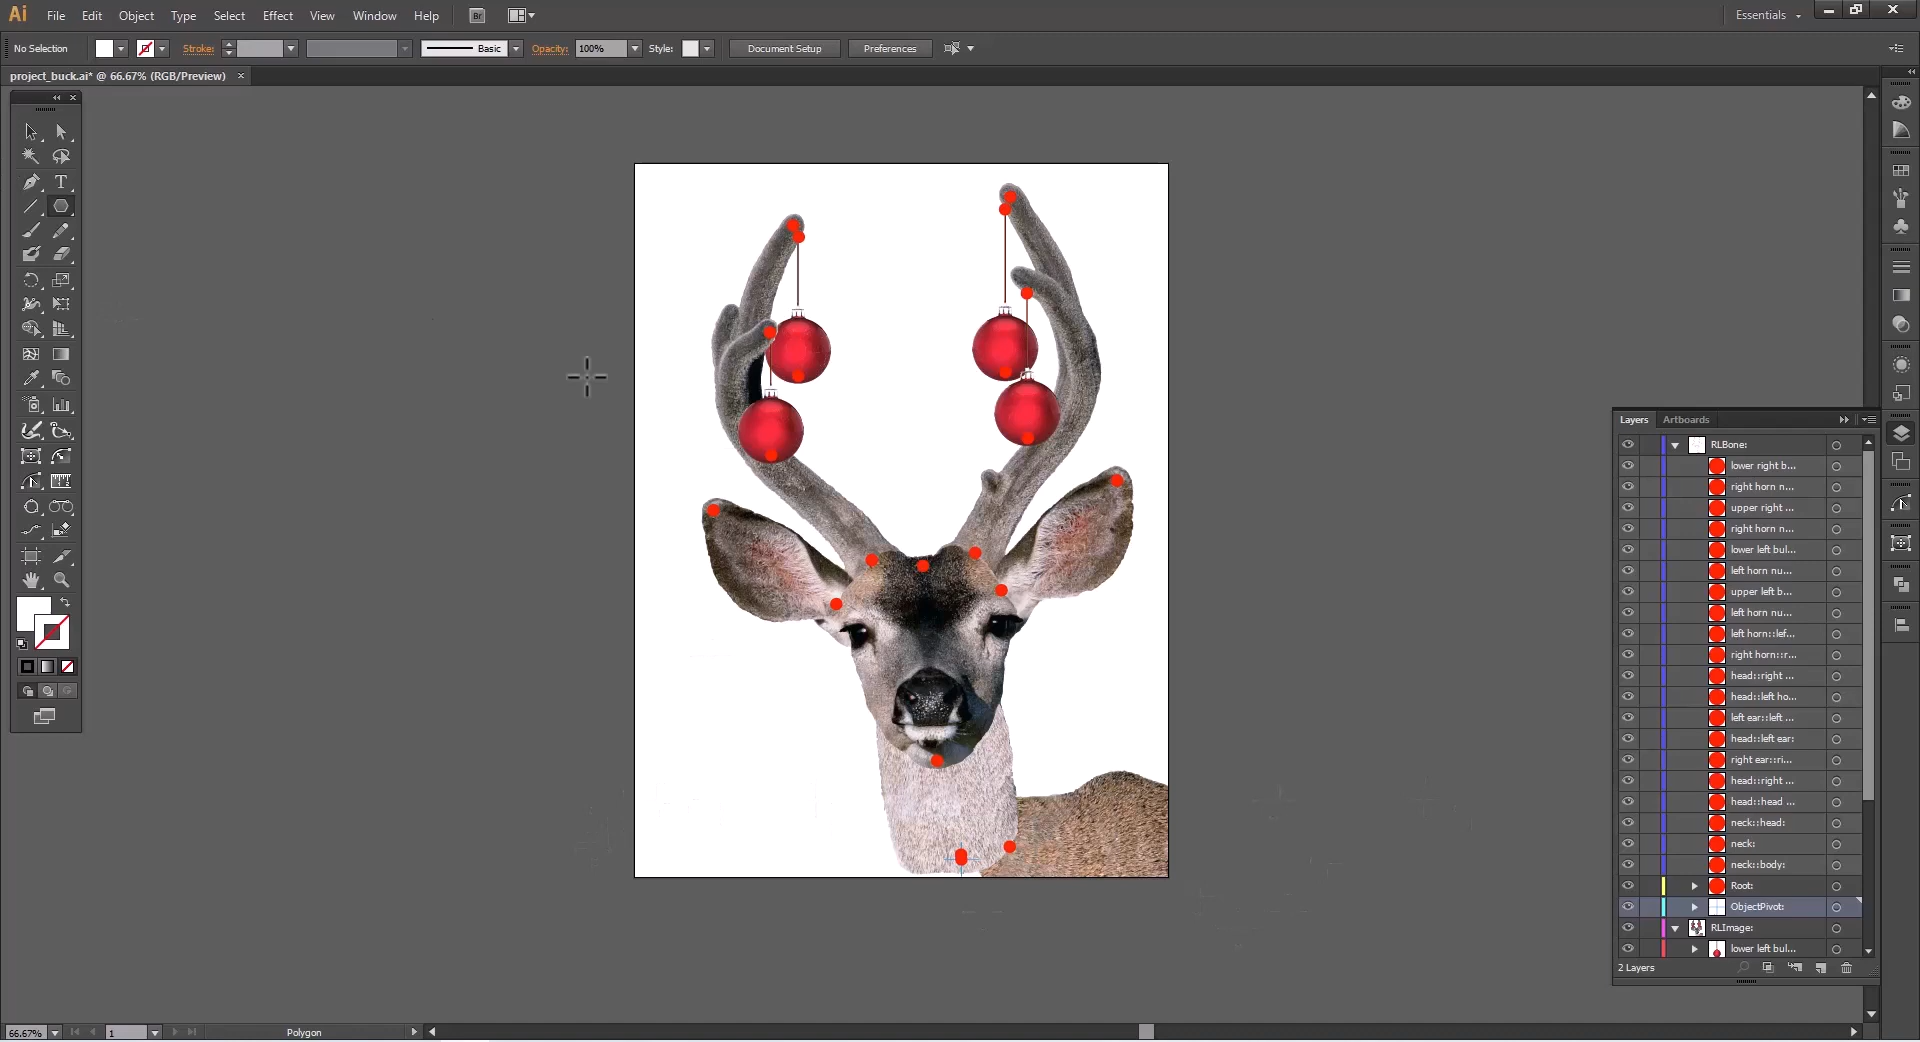 Ai File Edit Object Type Select Effect View Window Help Br Essentials
No Selection Stroke: Basic Opacity: 100% Style: Document Setup Preferences
project_buck.ai* @ 66.67% (RGB/Preview)
Layers Artboards
RLBone:
lower right b...
right horn n...
upper right ...
right horn n...
lower left bul...
left horn nu...
upper left b...
left horn nu...
left horn::lef...
right horn::r...
head::right ...
head::left ho...
left ear::left ...
head::left ear:
right ear::ri...
head::right ...
head::head ...
neck::head:
neck:
neck::body:
Root:
ObjectPivot:
RLImage:
lower left bul...
2 Layers
66.67% 1 Polygon